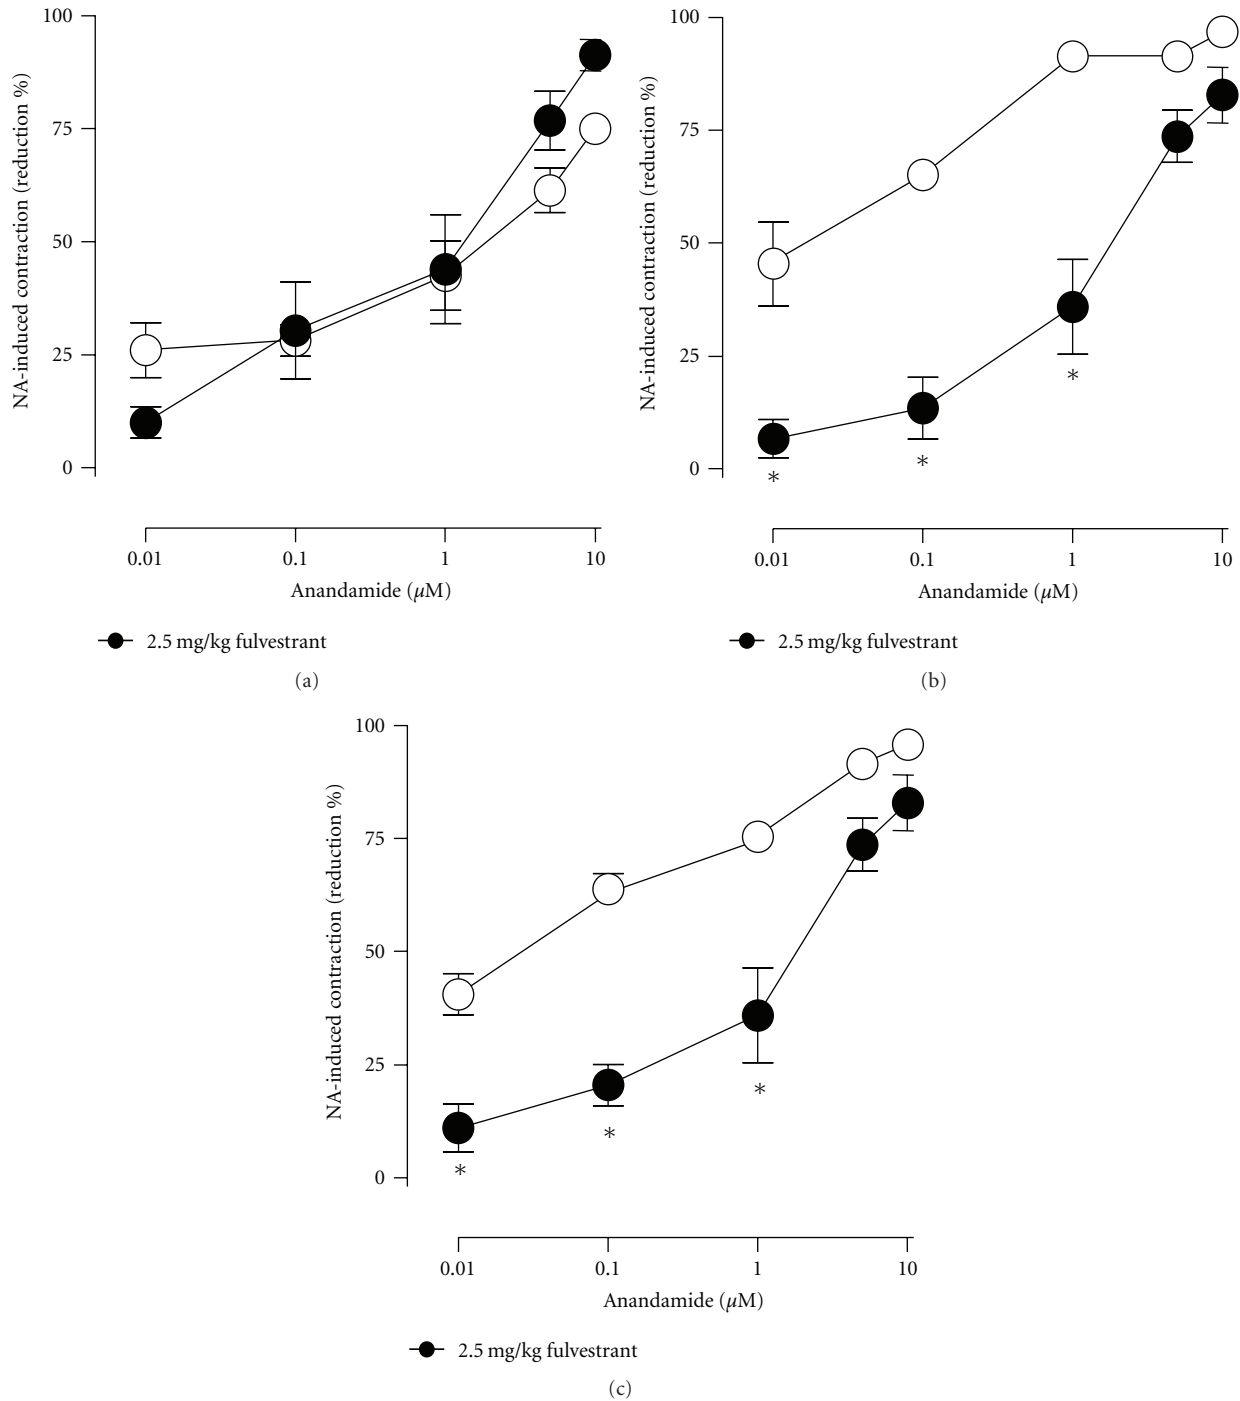 NA-induced contraction (reduction %)
100
75
50
25
0
0.01 0.1 1 10
Anandamide (μM)
2.5 mg/kg fulvestrant
(a)
NA-induced contraction (reduction %)
100
75
50
25
0
*
*
*
0.01 0.1 1 10
Anandamide (μM)
2.5 mg/kg fulvestrant
(b)
NA-induced contraction (reduction %)
100
75
50
25
0
*
*
*
0.01 0.1 1 10
Anandamide (μM)
2.5 mg/kg fulvestrant
(c)